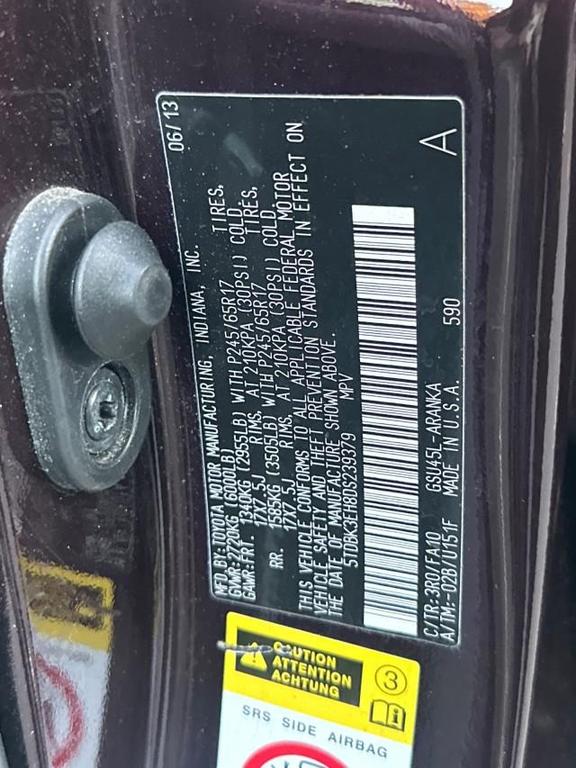 MFD.BY:TOYOTA MOTOR MANUFACTURING, INDIANA, INC. 06/13
GVWR:2720KG(6000LB)
GAWR:FRT. 1340KG(2955LB) WITH P245/65R17 TIRES,
17X7.5J RIMS, AT 210KPA (30PSI) COLD.
RR. 1585KG(3505LB) WITH P245/65R17 TIRES,
17X7.5J RIMS, AT 210KPA (30PSI) COLD.
THIS VEHICLE CONFORMS TO ALL APPLICABLE FEDERAL MOTOR
VEHICLE SAFETY AND THEFT PREVENTION STANDARDS IN EFFECT ON
THE DATE OF MANUFACTURE SHOWN ABOVE.
5TDBK3EH8DS239379 MPV
C/TR:3R0/FA10 GSU45L-ARANKA 590
A/TM:-02B/U151F MADE IN U.S.A. A
CAUTION
ATTENTION
ACHTUNG
3
i
SRS SIDE AIRBAG